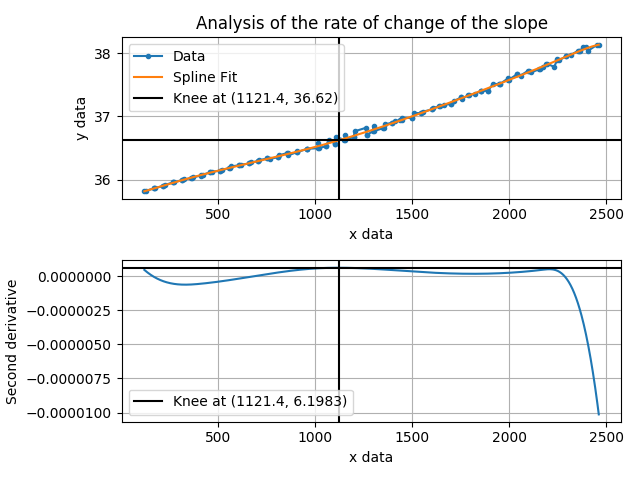 Analysis of the rate of change of the slope
Data
Spline Fit
Knee at (1121.4, 36.62)
38
37
36
y data
500 1000 1500 2000 2500
x data
0.0000000
−0.0000025
−0.0000050
−0.0000075
−0.0000100
Second derivative
Knee at (1121.4, 6.1983)
500 1000 1500 2000 2500
x data